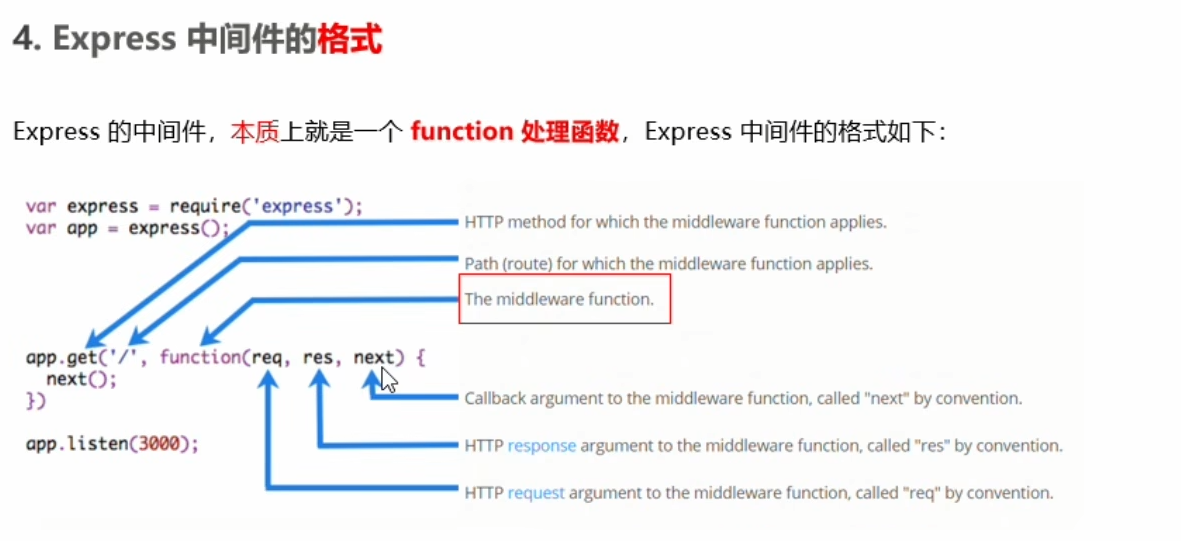 4. Express 中间件的格式
Express 的中间件，本质上就是一个 function 处理函数，Express 中间件的格式如下：
var express = require('express');
var app = express();
HTTP method for which the middleware function applies.
Path (route) for which the middleware function applies.
The middleware function.
app.get('/', function(req, res, next) {
next();
})
Callback argument to the middleware function, called "next" by convention.
app.listen(3000);
HTTP response argument to the middleware function, called "res" by convention.
HTTP request argument to the middleware function, called "req" by convention.